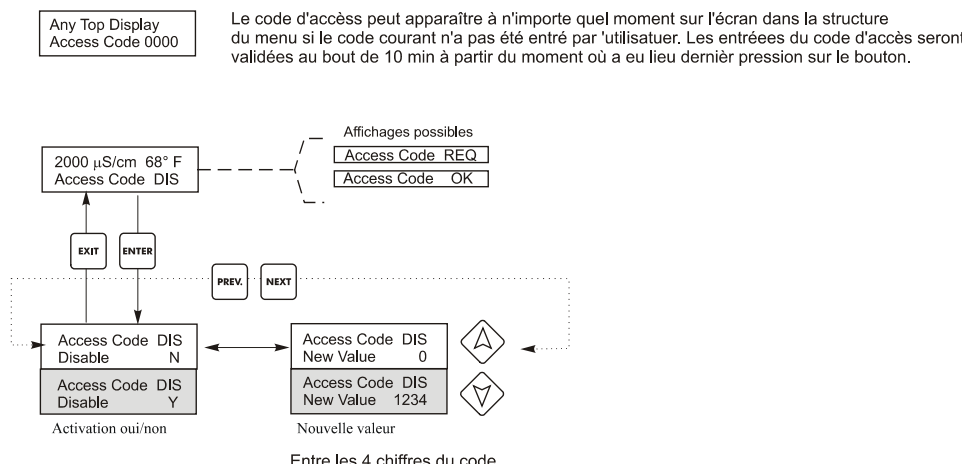 Any Top Display
Access Code 0000
Le code d'accèss peut apparaître à n'importe quel moment sur l'écran dans la structure
du menu si le code courant n'a pas été entré par 'utilisatuer. Les entréees du code d'accès seront
validées au bout de 10 min à partir du moment où a eu lieu dernièr pression sur le bouton.
Affichages possibles
Access Code REQ
Access Code OK
2000 µS/cm 68° F
Access Code DIS
EXIT
ENTER
PREV.
NEXT
Access Code DIS
Disable N
Access Code DIS
Disable Y
Activation oui/non
Access Code DIS
New Value 0
Access Code DIS
New Value 1234
Nouvelle valeur
Entre les 4 chiffres du code